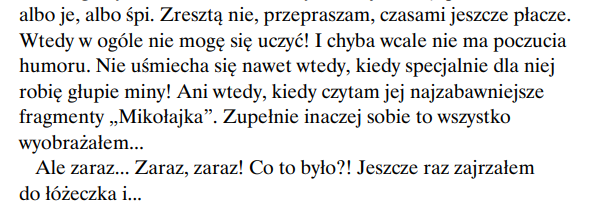 albo je, albo śpi. Zresztą nie, przepraszam, czasami jeszcze płacze.
Wtedy w ogóle nie mogę się uczyć! I chyba wcale nie ma poczucia
humoru. Nie uśmiecha się nawet wtedy, kiedy specjalnie dla niej
robię głupie miny! Ani wtedy, kiedy czytam jej najzabawniejsze
fragmenty „Mikołajka”. Zupełnie inaczej sobie to wszystko
wyobrażałem...
Ale zaraz... Zaraz, zaraz! Co to było?! Jeszcze raz zajrzałem
do łóżeczka i...